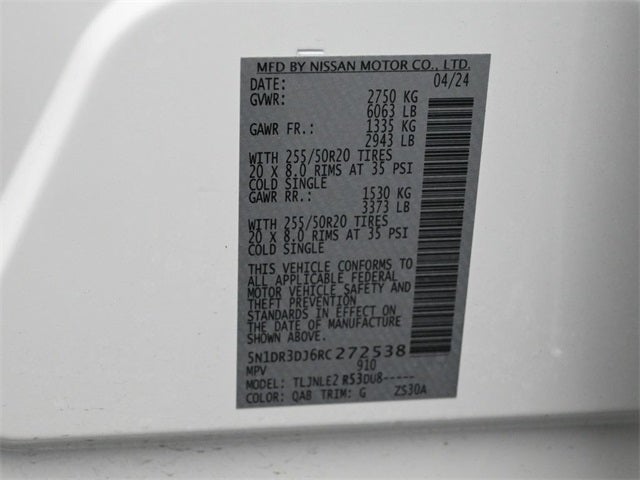 MFD BY NISSAN MOTOR CO., LTD.
DATE: 04/24
GVWR: 2750 KG
6063 LB
GAWR FR.: 1335 KG
2943 LB
WITH 255/50R20 TIRES
20 X 8.0 RIMS AT 35 PSI
COLD SINGLE
GAWR RR.: 1530 KG
3373 LB
WITH 255/50R20 TIRES
20 X 8.0 RIMS AT 35 PSI
COLD SINGLE
THIS VEHICLE CONFORMS TO
ALL APPLICABLE FEDERAL
MOTOR VEHICLE SAFETY AND
THEFT PREVENTION
STANDARDS IN EFFECT ON
THE DATE OF MANUFACTURE
SHOWN ABOVE.
5N1DR3DJ6RC272538
MPV 910
MODEL: TLJNLE2 R53DU8-----
COLOR: QAB TRIM: G ZS30A